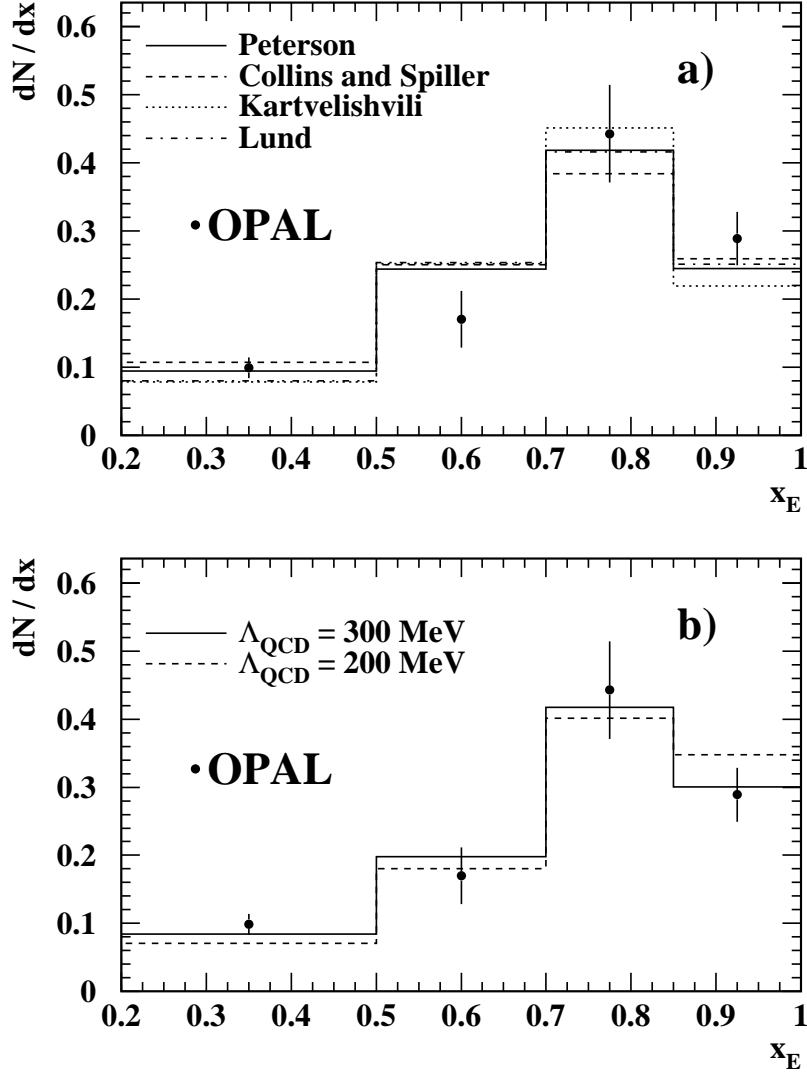 dN / dx
0.6
0.5
0.4
0.3
0.2
0.1
0
Peterson
Collins and Spiller
Kartvelishvili
Lund
a)
OPAL
0.2 0.3 0.4 0.5 0.6 0.7 0.8 0.9 1
x_E
dN / dx
0.6
0.5
0.4
0.3
0.2
0.1
0
Λ_QCD = 300 MeV
Λ_QCD = 200 MeV
b)
OPAL
0.2 0.3 0.4 0.5 0.6 0.7 0.8 0.9 1
x_E